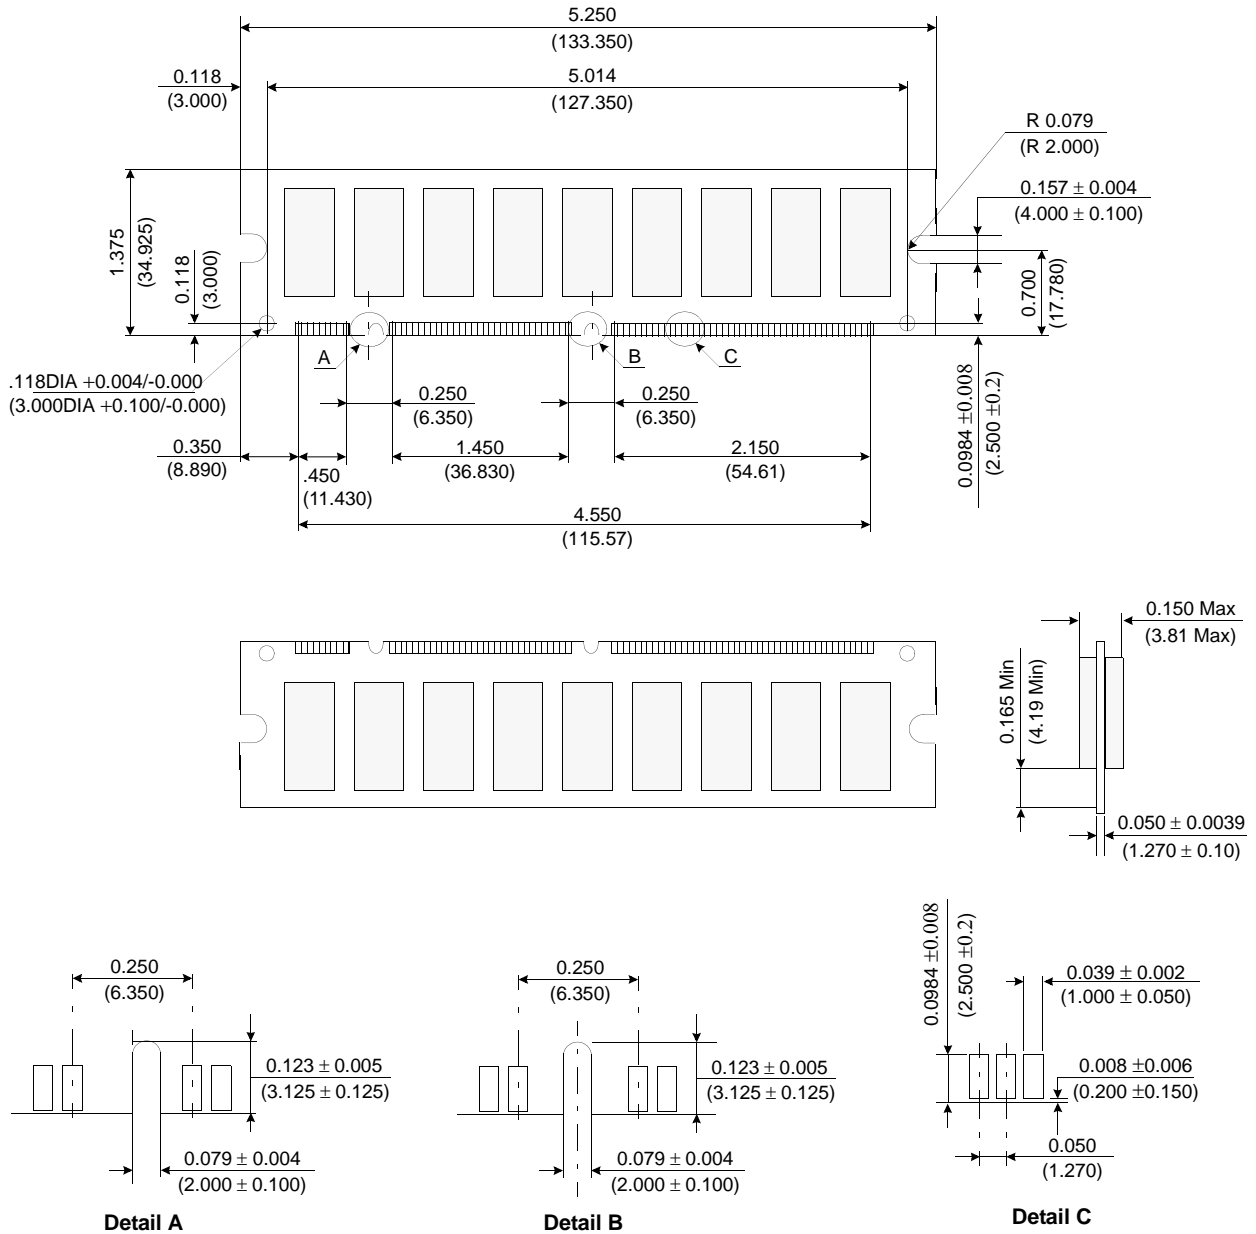 5.250
(133.350)
0.118
(3.000)
5.014
(127.350)
R 0.079
(R 2.000)
0.157 ± 0.004
(4.000 ± 0.100)
1.375
(34.925)
0.118
(3.000)
0.700
(17.780)
A
B
C
.118DIA +0.004/-0.000
(3.000DIA +0.100/-0.000)
0.250
(6.350)
0.250
(6.350)
0.0984 ±0.008
(2.500 ±0.2)
0.350
(8.890)
.450
(11.430)
1.450
(36.830)
2.150
(54.61)
4.550
(115.57)
0.150 Max
(3.81 Max)
0.165 Min
(4.19 Min)
0.050 ± 0.0039
(1.270 ± 0.10)
0.250
(6.350)
0.123 ± 0.005
(3.125 ± 0.125)
0.079 ± 0.004
(2.000 ± 0.100)
Detail A
0.250
(6.350)
0.123 ± 0.005
(3.125 ± 0.125)
0.079 ± 0.004
(2.000 ± 0.100)
Detail B
0.0984 ±0.008
(2.500 ±0.2)
0.039 ± 0.002
(1.000 ± 0.050)
0.008 ±0.006
(0.200 ±0.150)
0.050
(1.270)
Detail C